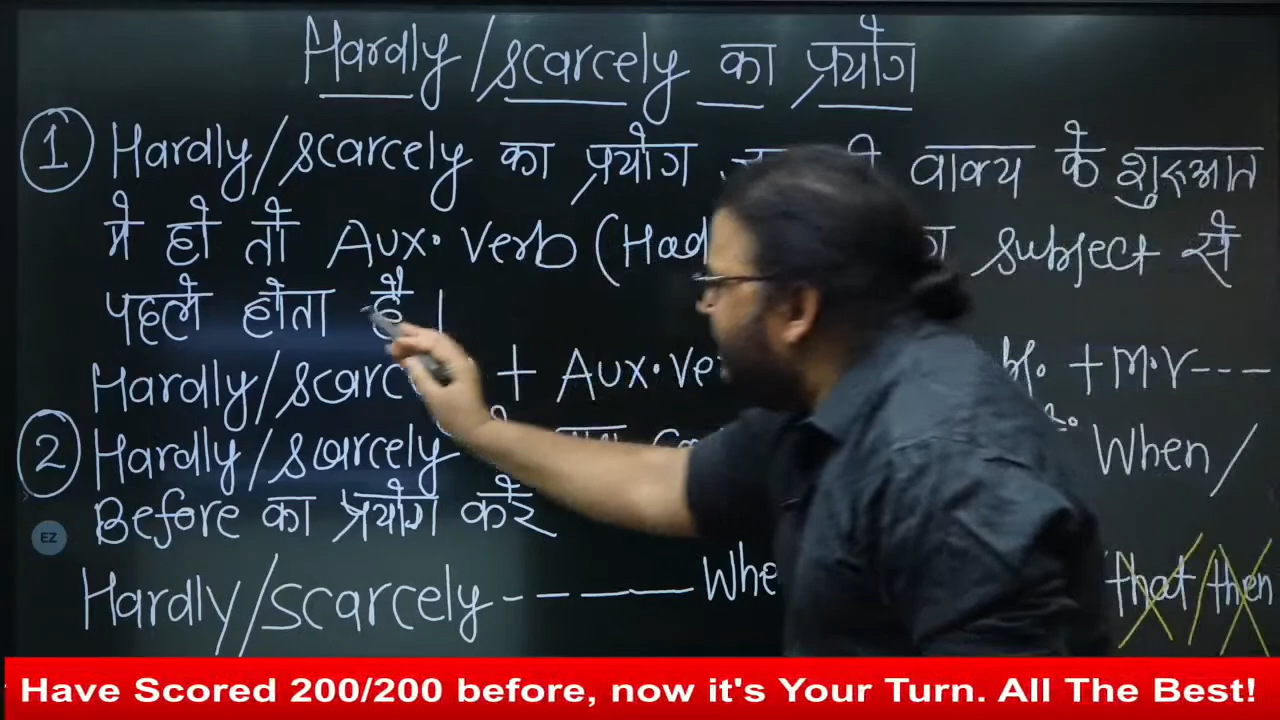 Hardly/scarcely का प्रयोग
1 Hardly/scarcely का प्रयोग वाक्य के शुरुआत
मे हो तो Aux. Verb (Had subject से
पहले होता है।
Hardly/scarc + Aux.Ve + M.V---
2 Hardly/scarcely When/
Before का प्रयोग करे
EZ
Hardly/scarcely ------ Whe that/then
Have Scored 200/200 before, now it's Your Turn. All The Best!